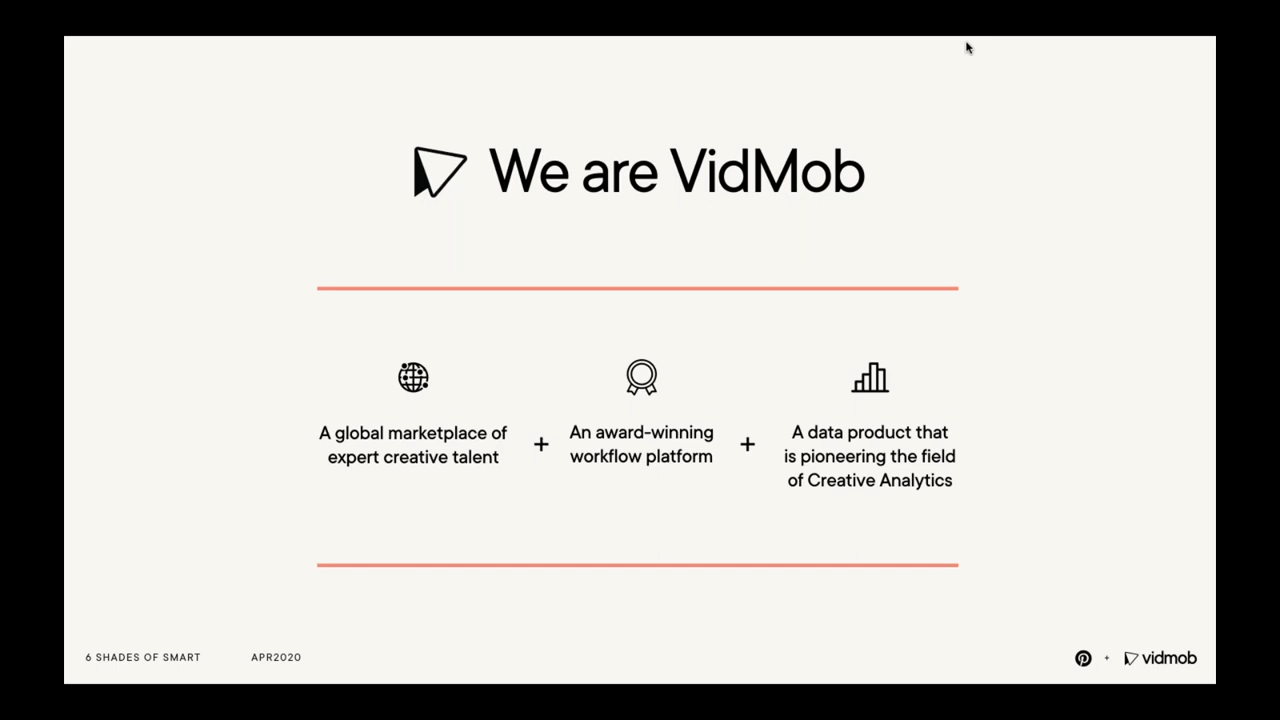 We are VidMob
A global marketplace of
expert creative talent
+
An award-winning
workflow platform
+
A data product that
is pioneering the field
of Creative Analytics
6 SHADES OF SMART
APR2020
+
vidmob